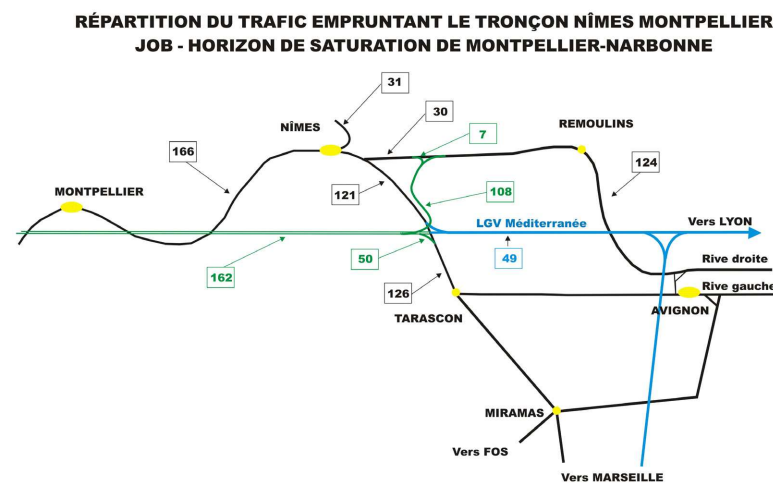 RÉPARTITION DU TRAFIC EMPRUNTANT LE TRONÇON NÎMES MONTPELLIER
JOB - HORIZON DE SATURATION DE MONTPELLIER-NARBONNE
31
30
NÎMES
7
REMOULINS
166
124
MONTPELLIER
121
108
LGV Méditerranée
Vers LYON
50
49
Rive droite
162
126
Rive gauche
TARASCON
AVIGNON
MIRAMAS
Vers FOS
Vers MARSEILLE